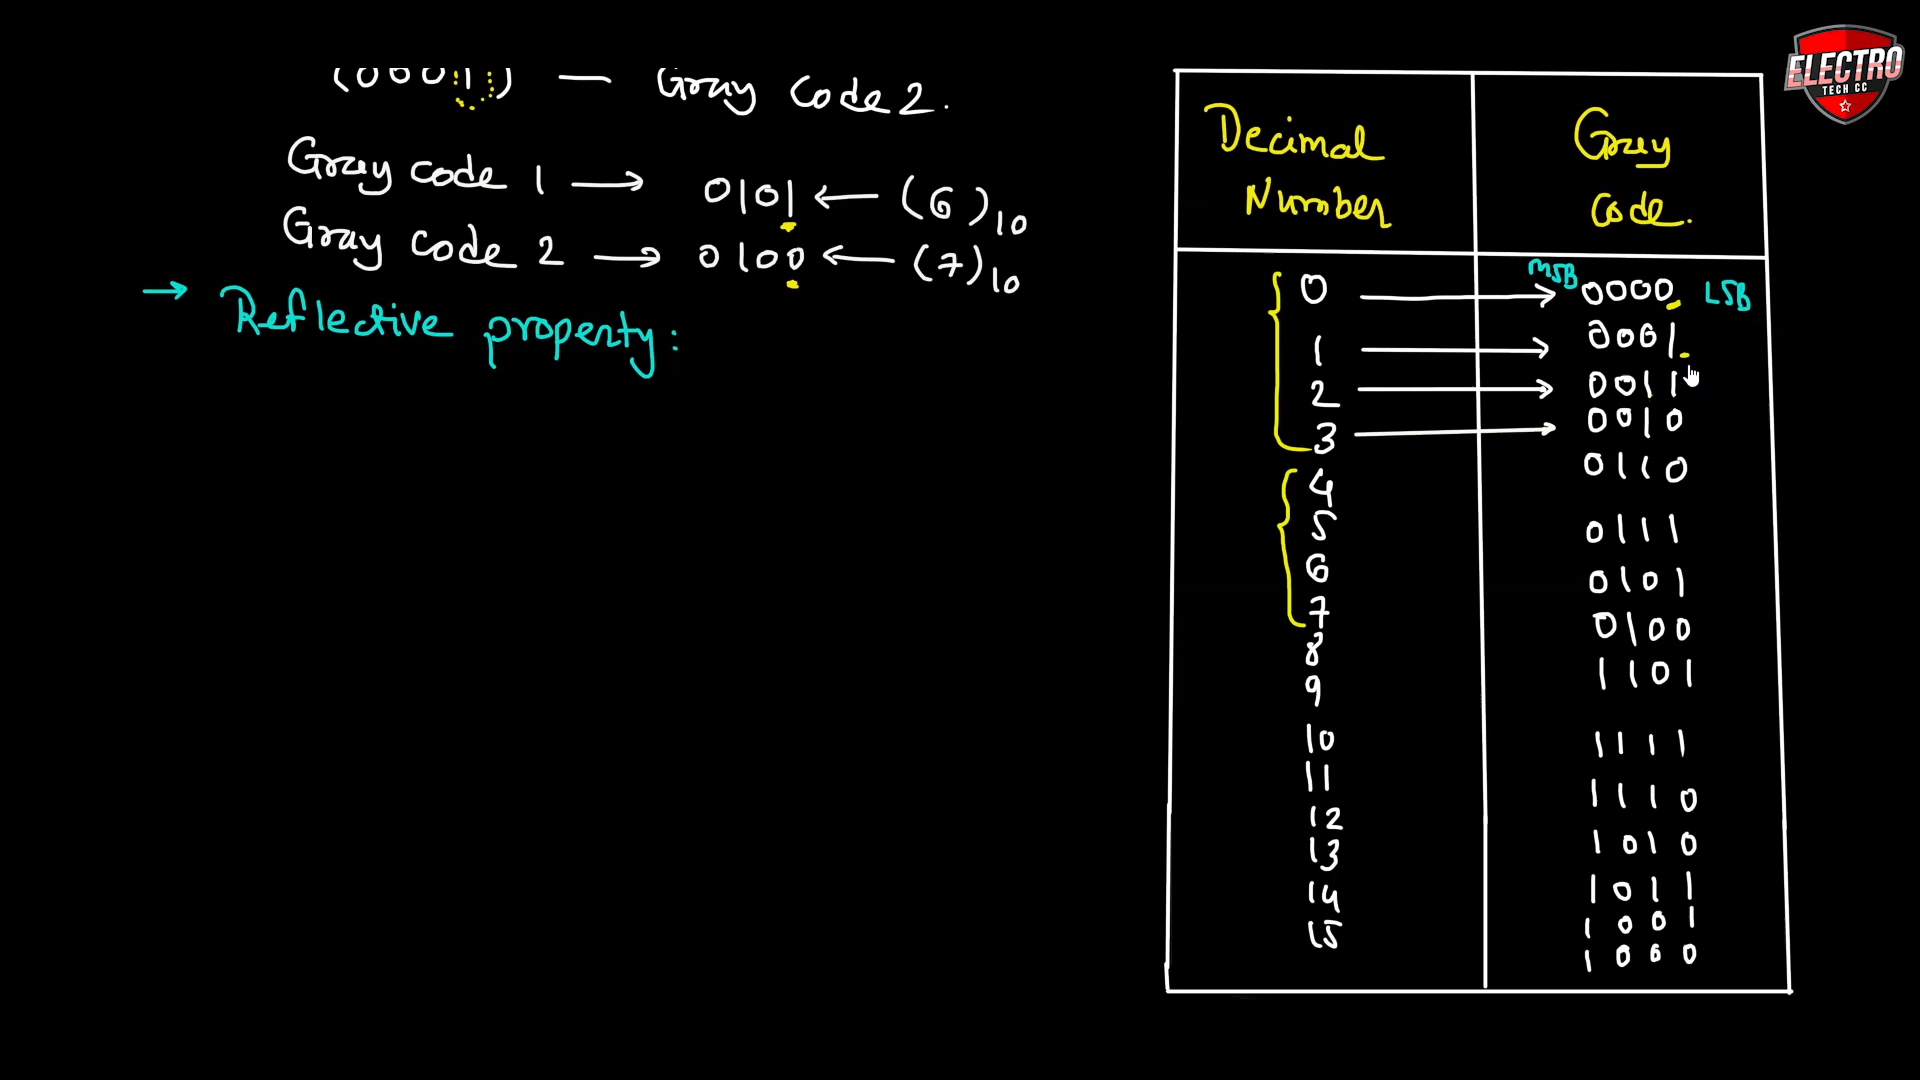 (0001) — Gray Code 2.
Gray code 1 → 0101 ← (6)10
Gray code 2 → 0100 ← (7)10
→ Reflective property:
ELECTRO
TECH CC
Decimal Number
Gray Code.
MSB LSB
0 → 0000
1 → 0001
2 → 0011
3 → 0010
4 0110
5 0111
6 0101
7 0100
8 1101
9
10 1111
11 1110
12 1010
13 1011
14 1001
15 1000